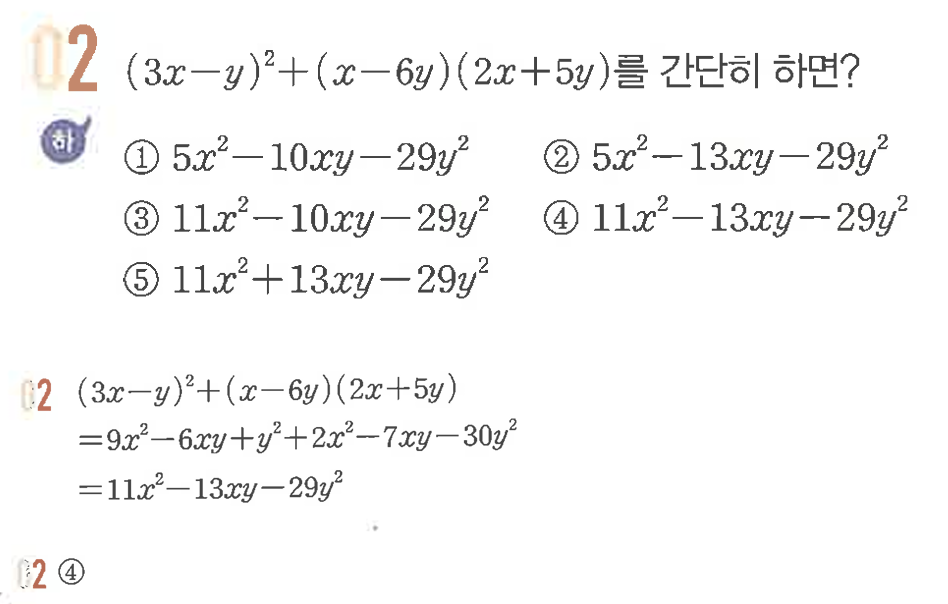 02 (3x-y)²+(x-6y)(2x+5y)를 간단히 하면?
하
① 5x²-10xy-29y² ② 5x²-13xy-29y²
③ 11x²-10xy-29y² ④ 11x²-13xy-29y²
⑤ 11x²+13xy-29y²
02 (3x-y)²+(x-6y)(2x+5y)
=9x²-6xy+y²+2x²-7xy-30y²
=11x²-13xy-29y²
02 ④